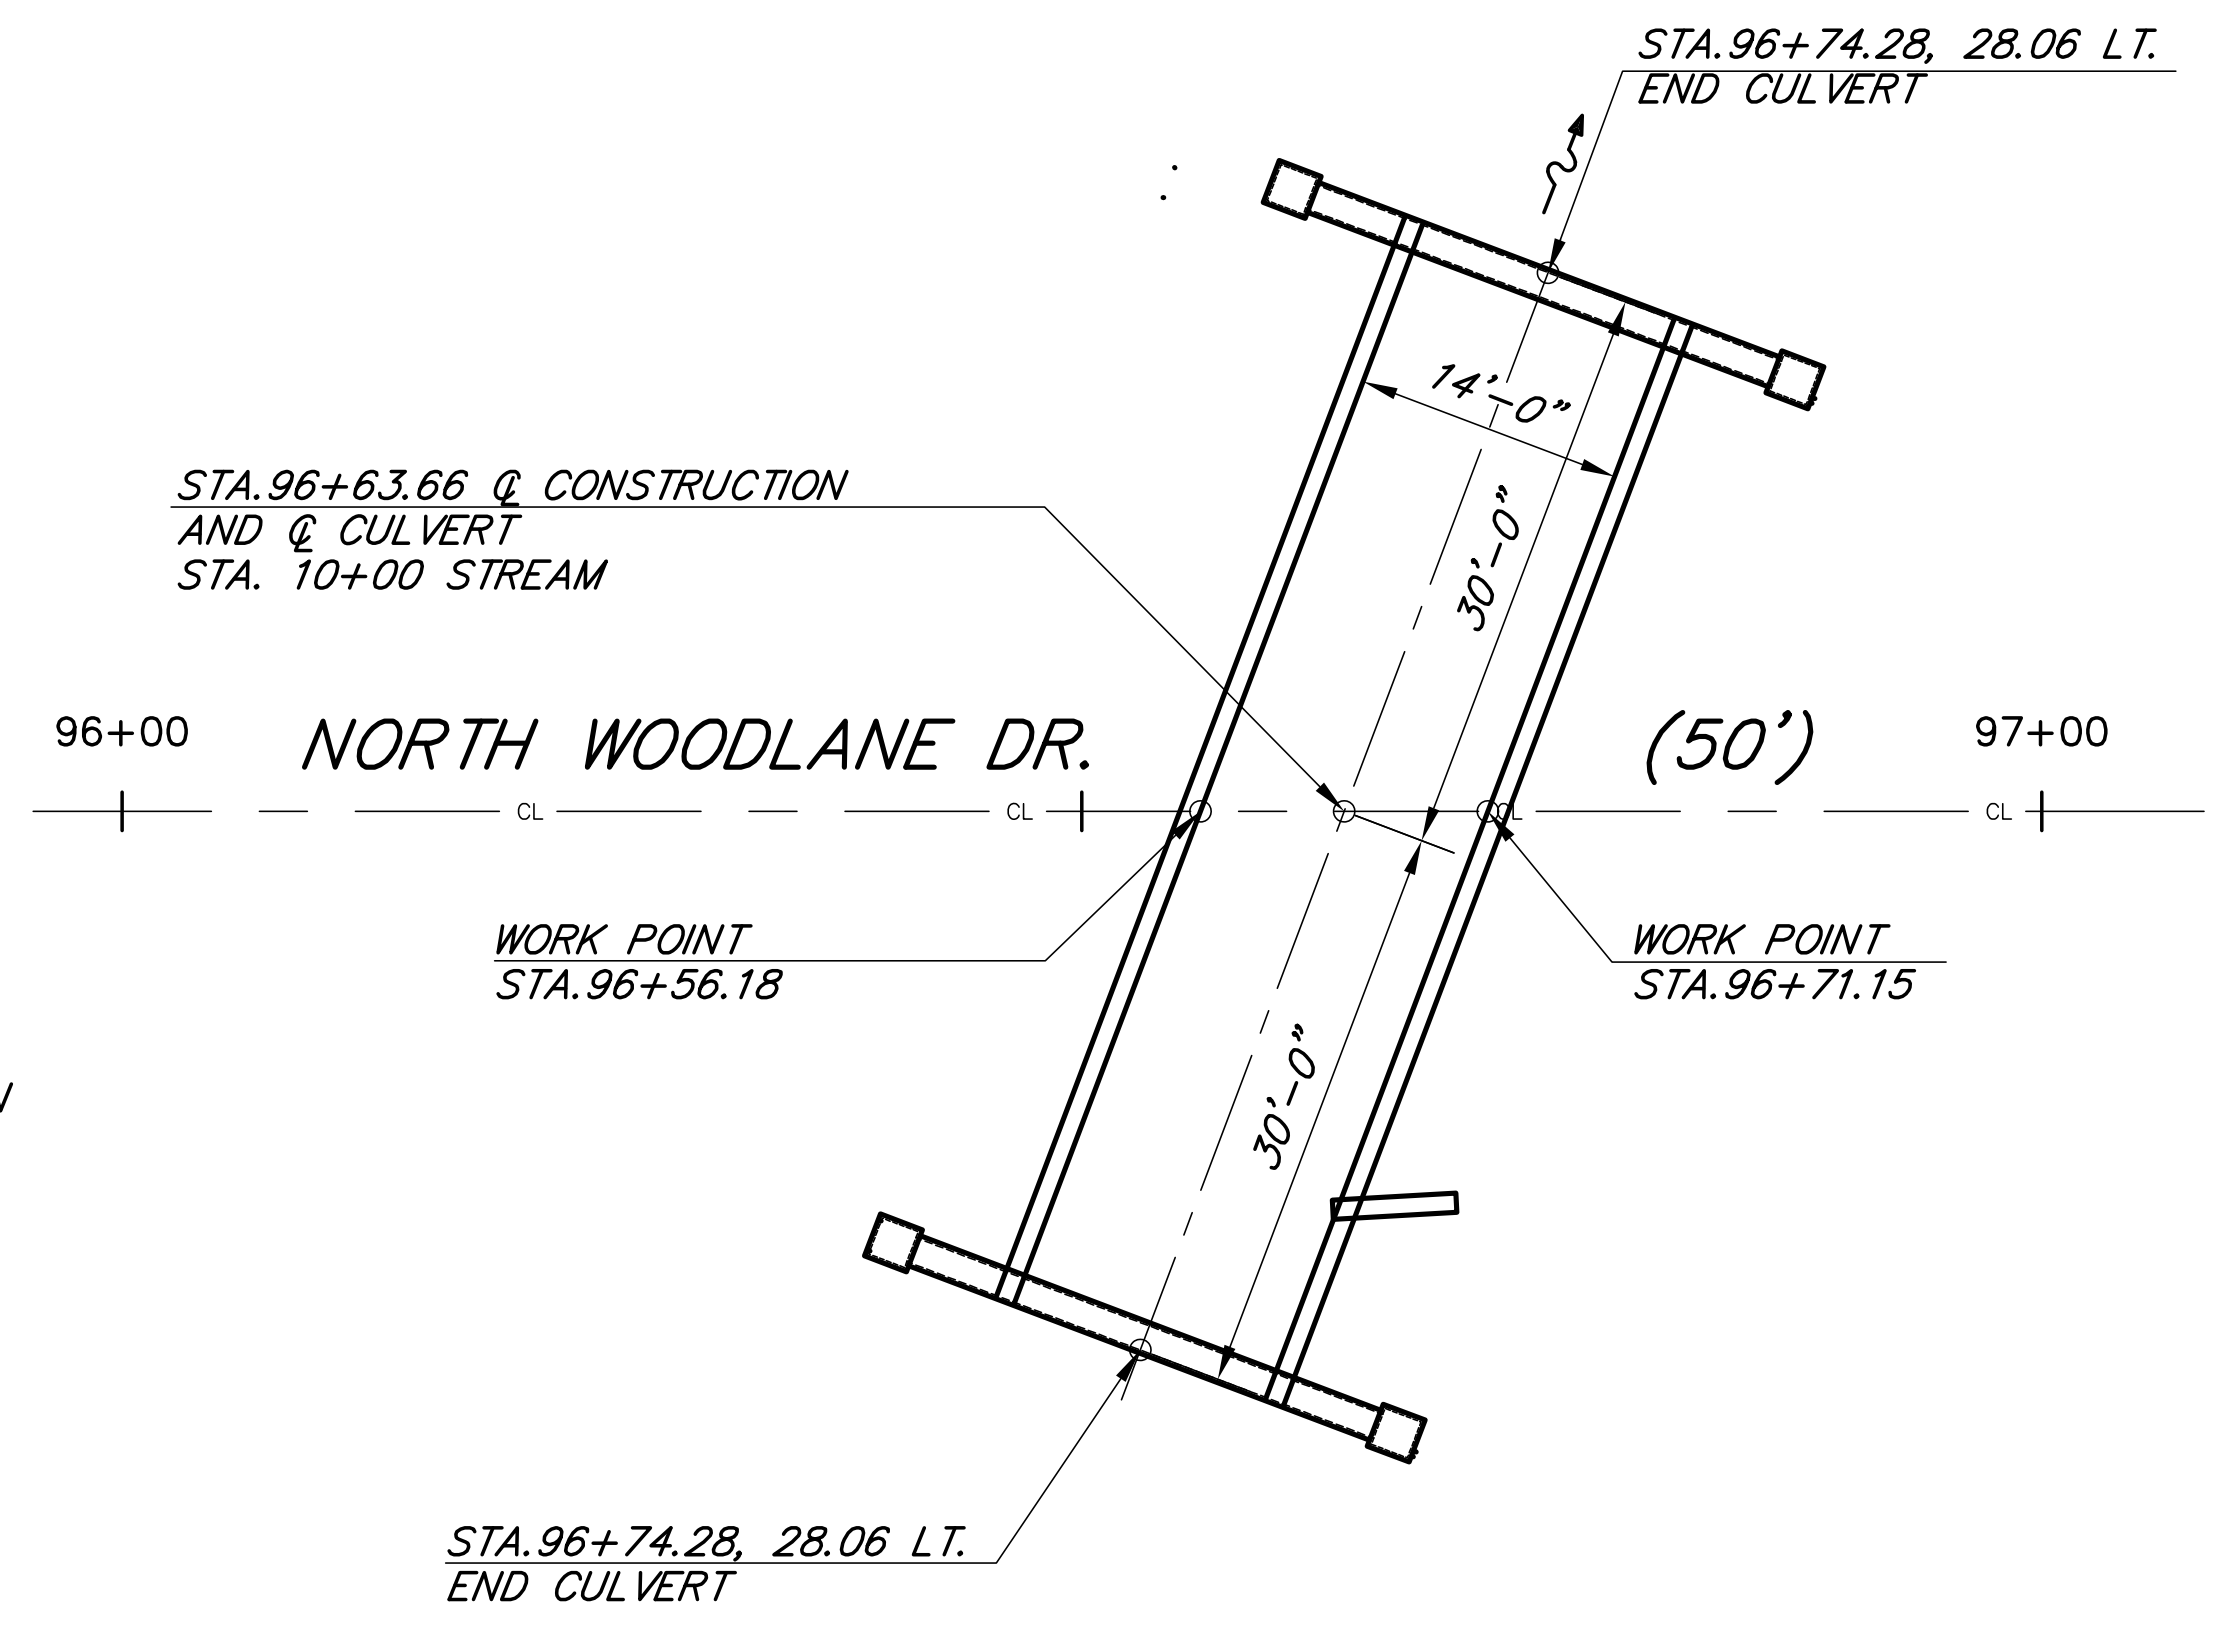 STA.96+74.28, 28.06 LT.
END CULVERT
14'-0"
STA.96+63.66 ℄ CONSTRUCTION
AND ℄ CULVERT
STA. 10+00 STREAM
30'-0"
96+00
NORTH WOODLANE DR.
(50')
97+00
CL
CL
CL
CL
WORK POINT
STA.96+56.18
WORK POINT
STA.96+71.15
30'-0"
STA.96+74.28, 28.06 LT.
END CULVERT